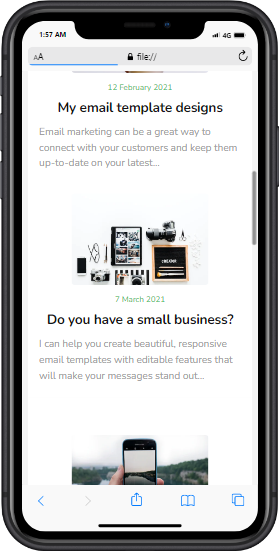 1:57 AM
4G
AA
file://
12 February 2021
My email template designs
Email marketing can be a great way to
connect with your customers and keep them
up-to-date on your latest...
7 March 2021
Do you have a small business?
I can help you create beautiful, responsive
email templates with editable features that
will make your messages stand out...